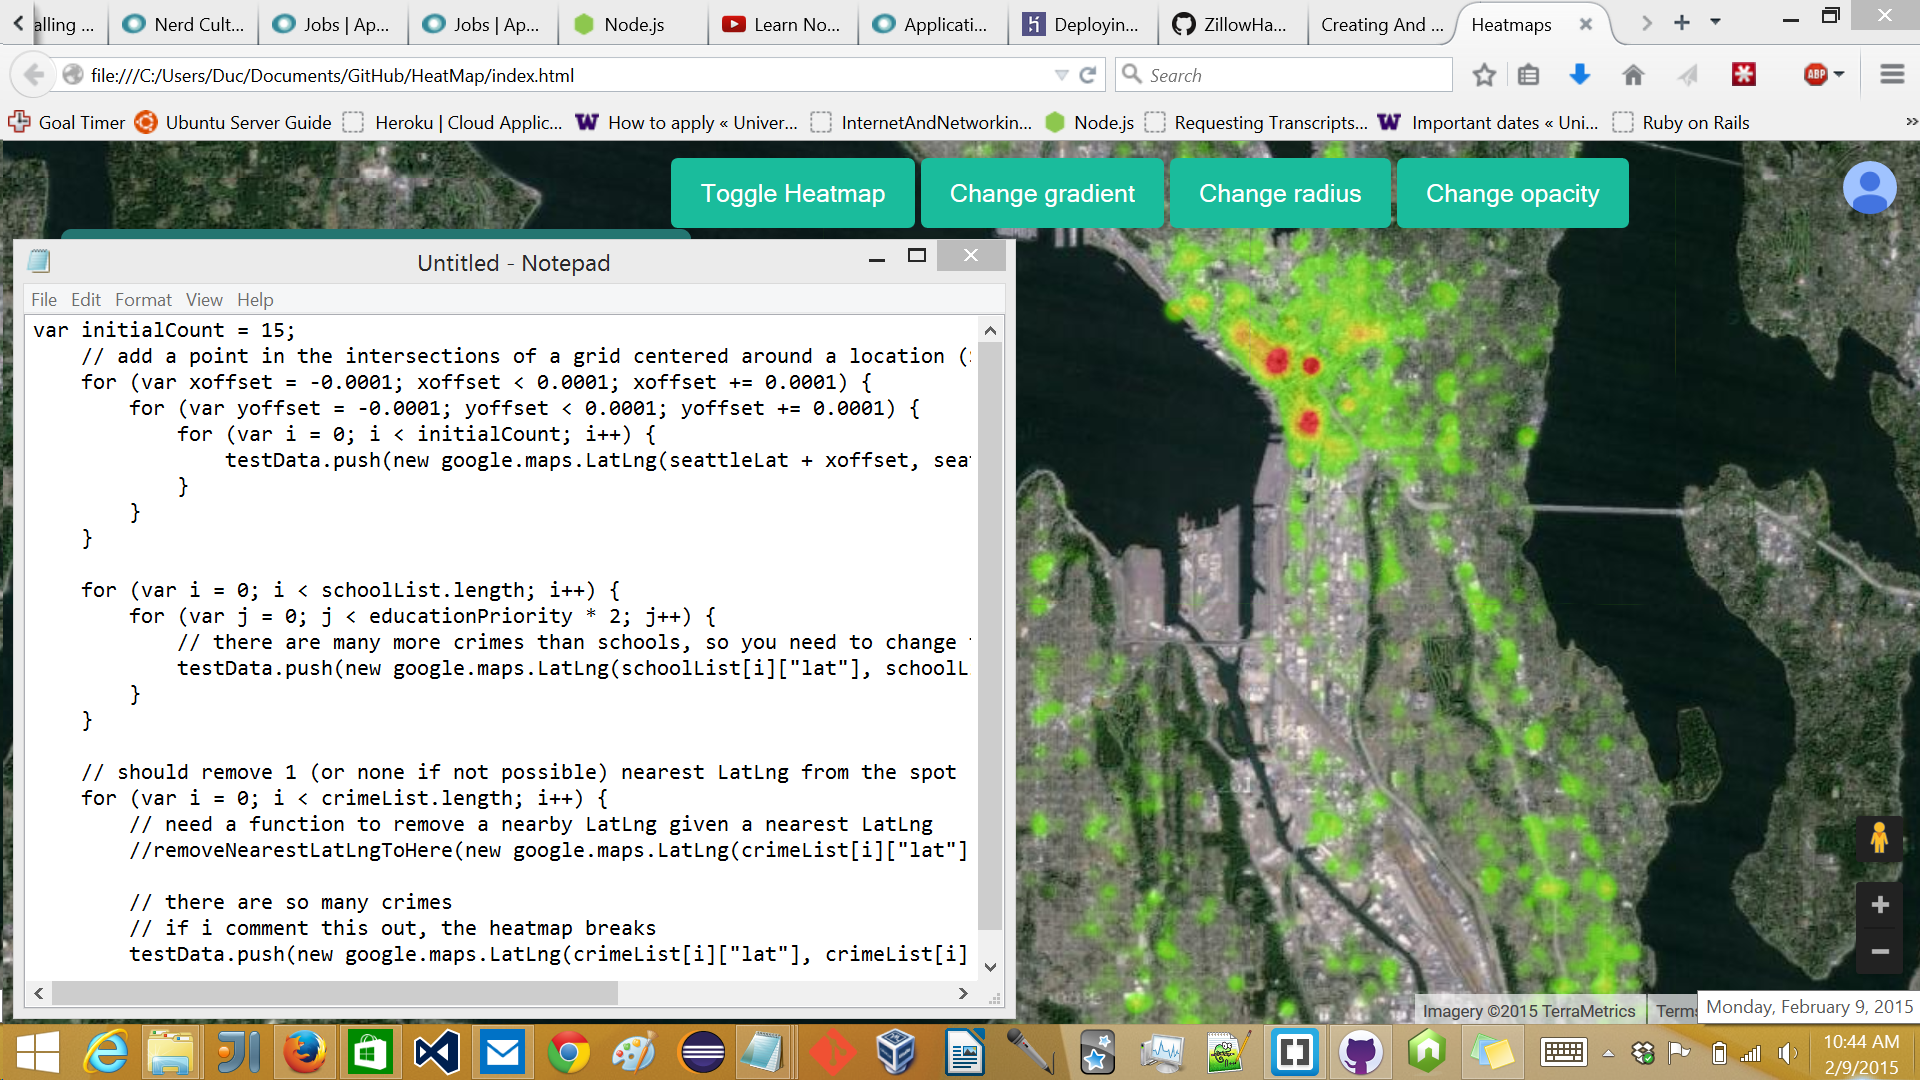 alling ...
Nerd Cult...
Jobs | Ap...
Jobs | Ap...
Node.js
Learn No...
Applicati...
Deployin...
ZillowHa...
Creating And ...
Heatmaps
file:///C:/Users/Duc/Documents/GitHub/HeatMap/index.html
Search
ABP
Goal Timer
Ubuntu Server Guide
Heroku | Cloud Applic...
How to apply « Univer...
InternetAndNetworkin...
Node.js
Requesting Transcripts...
Important dates « Uni...
Ruby on Rails
Toggle Heatmap
Change gradient
Change radius
Change opacity
Untitled - Notepad
File Edit Format View Help
var initialCount = 15;
// add a point in the intersections of a grid centered around a location (
for (var xoffset = -0.0001; xoffset < 0.0001; xoffset += 0.0001) {
for (var yoffset = -0.0001; yoffset < 0.0001; yoffset += 0.0001) {
for (var i = 0; i < initialCount; i++) {
testData.push(new google.maps.LatLng(seattleLat + xoffset, sea
}
}
}
for (var i = 0; i < schoolList.length; i++) {
for (var j = 0; j < educationPriority * 2; j++) {
// there are many more crimes than schools, so you need to change
testData.push(new google.maps.LatLng(schoolList[i]["lat"], schoolL
}
}
// should remove 1 (or none if not possible) nearest LatLng from the spot
for (var i = 0; i < crimeList.length; i++) {
// need a function to remove a nearby LatLng given a nearest LatLng
//removeNearestLatLngToHere(new google.maps.LatLng(crimeList[i]["lat"]
// there are so many crimes
// if i comment this out, the heatmap breaks
testData.push(new google.maps.LatLng(crimeList[i]["lat"], crimeList[i]
Imagery ©2015 TerraMetrics
Terms
Monday, February 9, 2015
10:44 AM
2/9/2015